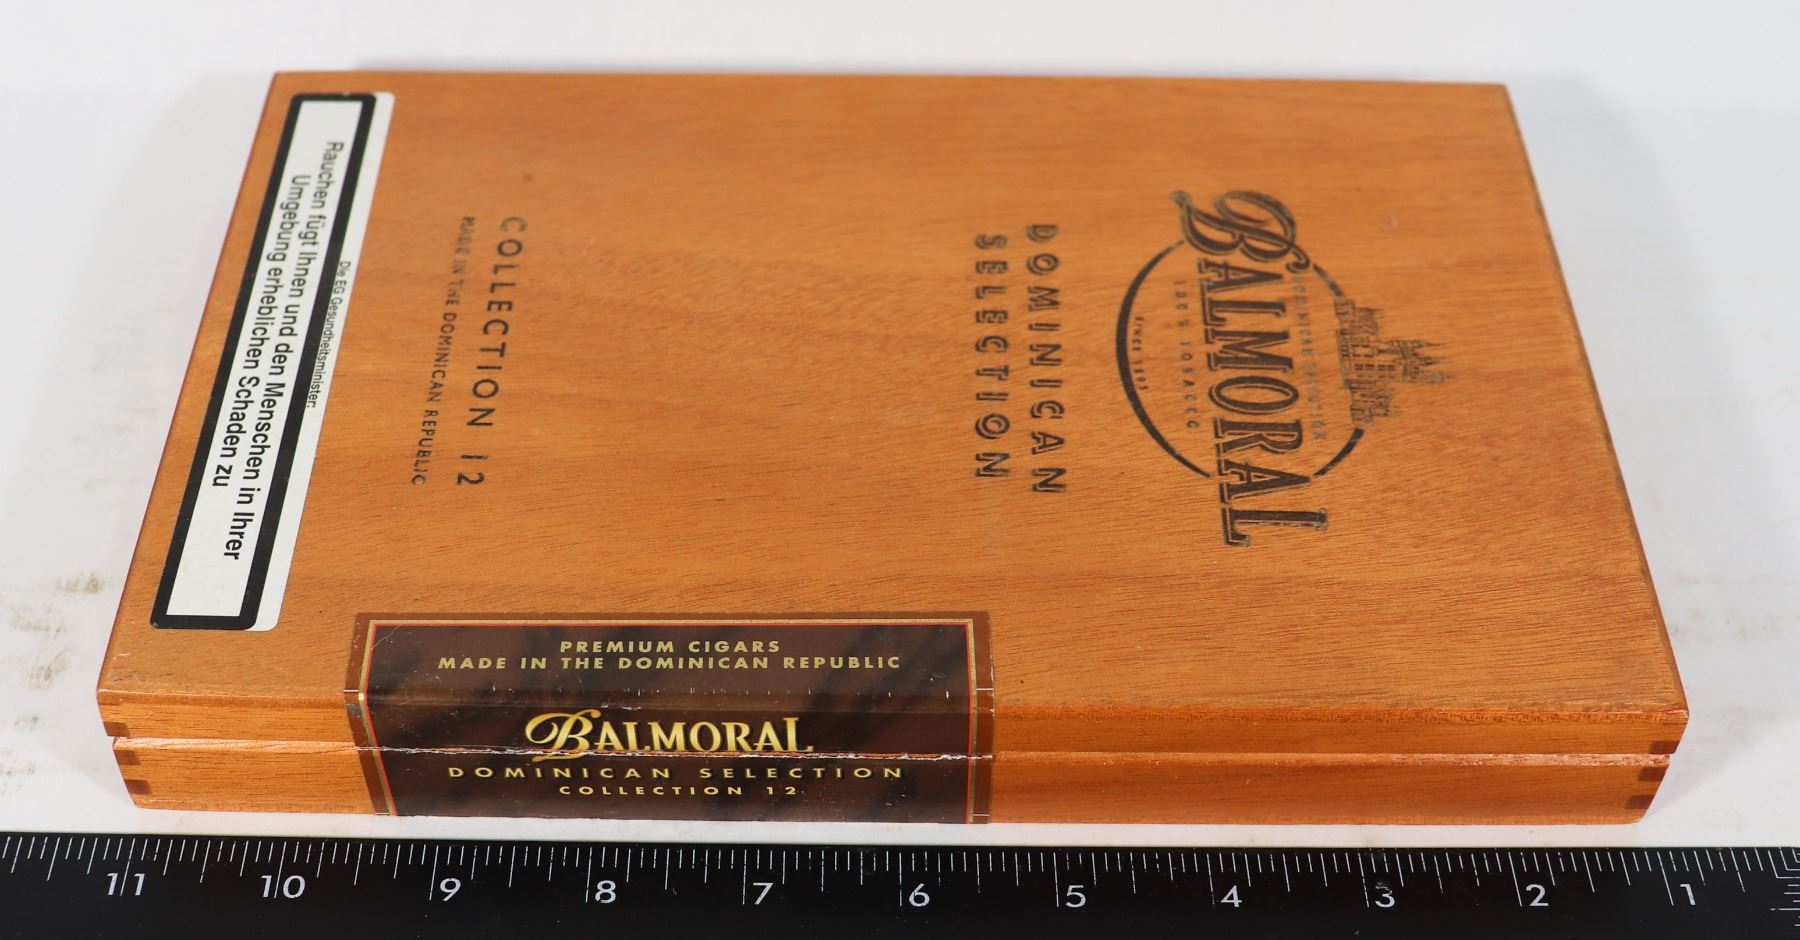 Die EG Gesundheitsminister:
Rauchen fügt Ihnen und den Menschen in Ihrer
Umgebung erheblichen Schaden zu
BALMORAL
100% TOBACCO
SINCE 1895
DOMINICAN
SELECTION
COLLECTION 12
MADE IN THE DOMINICAN REPUBLIC
PREMIUM CIGARS
MADE IN THE DOMINICAN REPUBLIC
BALMORAL
DOMINICAN SELECTION
COLLECTION 12
11 10 9 8 7 6 5 4 3 2 1